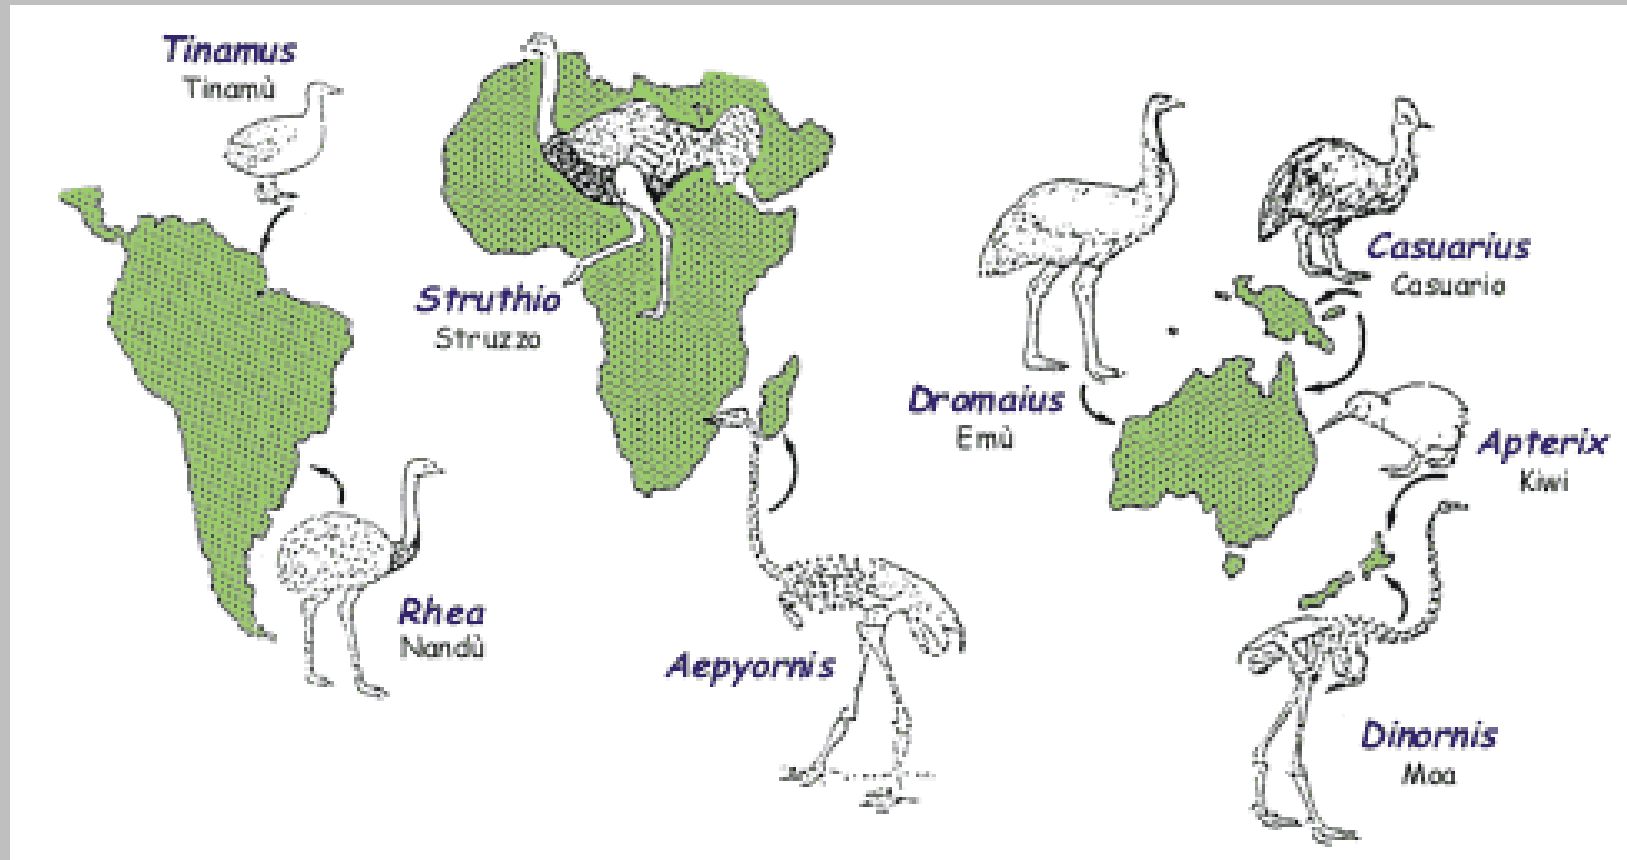 Tinamus
Tinamù
Struthio
Struzzo
Rhea
Nandù
Aepyornis
Dromaius
Emù
Casuarius
Casuario
Apterix
Kiwi
Dinornis
Moa